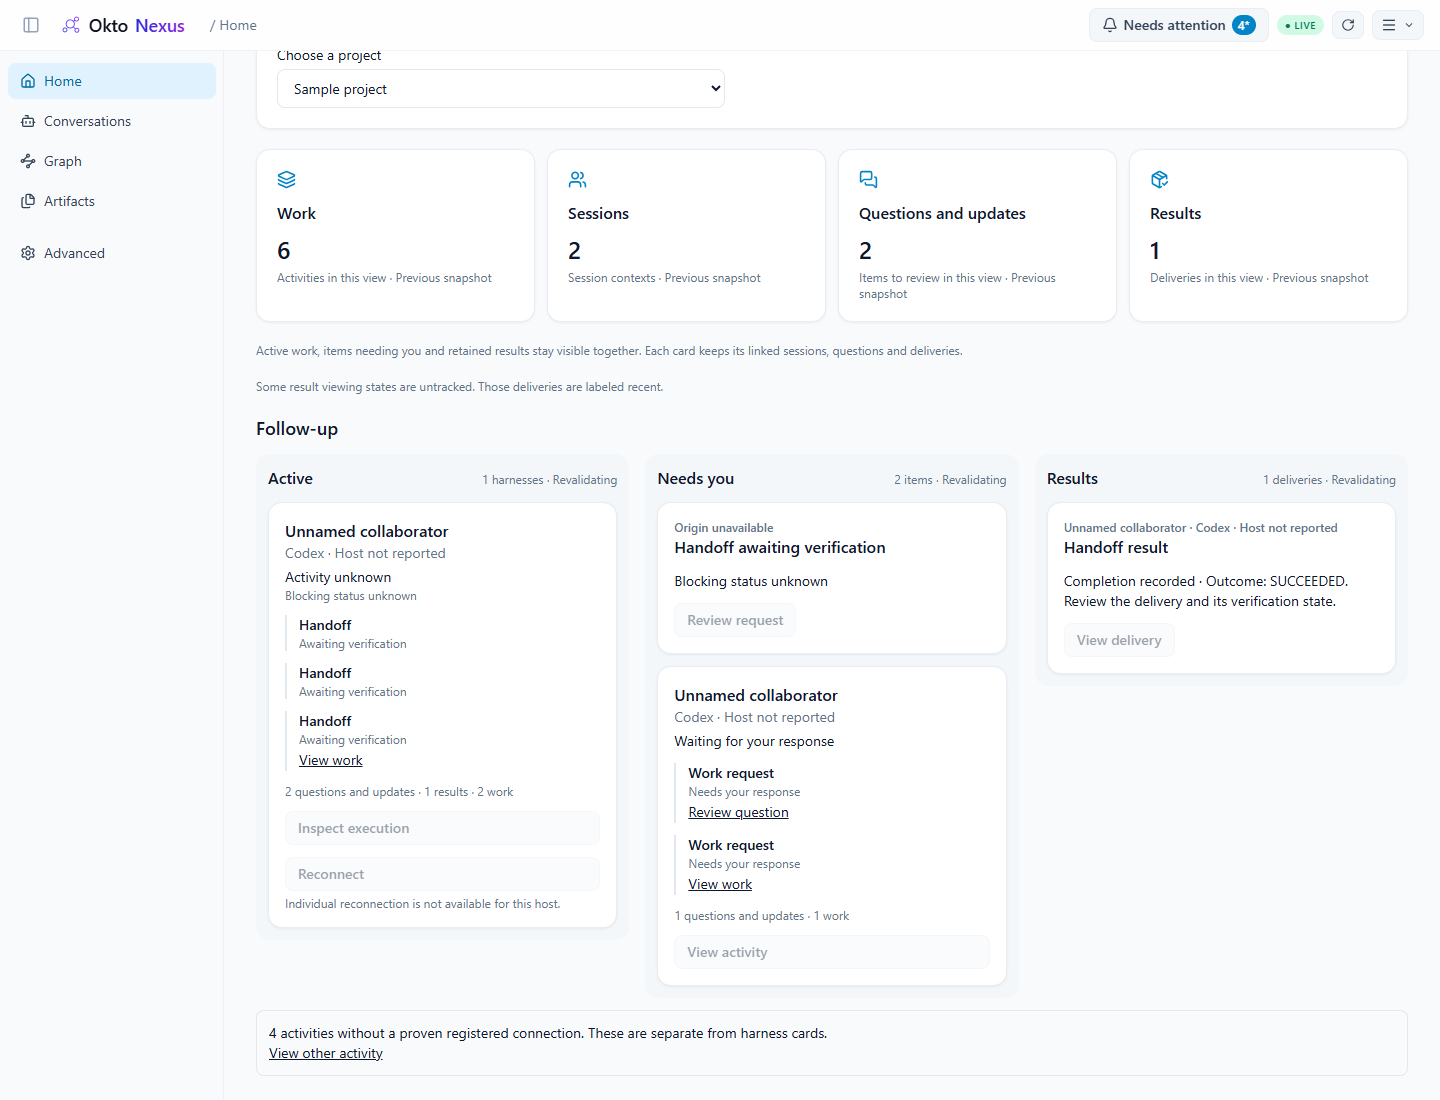 Okto Nexus
/ Home
Needs attention 4*
LIVE
Home
Conversations
Graph
Artifacts
Advanced
Choose a project
Sample project
Work
6
Activities in this view · Previous snapshot
Sessions
2
Session contexts · Previous snapshot
Questions and updates
2
Items to review in this view · Previous
snapshot
Results
1
Deliveries in this view · Previous snapshot
Active work, items needing you and retained results stay visible together. Each card keeps its linked sessions, questions and deliveries.
Some result viewing states are untracked. Those deliveries are labeled recent.
Follow-up
Active
1 harnesses · Revalidating
Unnamed collaborator
Codex · Host not reported
Activity unknown
Blocking status unknown
Handoff
Awaiting verification
Handoff
Awaiting verification
Handoff
Awaiting verification
View work
2 questions and updates · 1 results · 2 work
Inspect execution
Reconnect
Individual reconnection is not available for this host.
Needs you
2 items · Revalidating
Origin unavailable
Handoff awaiting verification
Blocking status unknown
Review request
Unnamed collaborator
Codex · Host not reported
Waiting for your response
Work request
Needs your response
Review question
Work request
Needs your response
View work
1 questions and updates · 1 work
View activity
Results
1 deliveries · Revalidating
Unnamed collaborator · Codex · Host not reported
Handoff result
Completion recorded · Outcome: SUCCEEDED.
Review the delivery and its verification state.
View delivery
4 activities without a proven registered connection. These are separate from harness cards.
View other activity